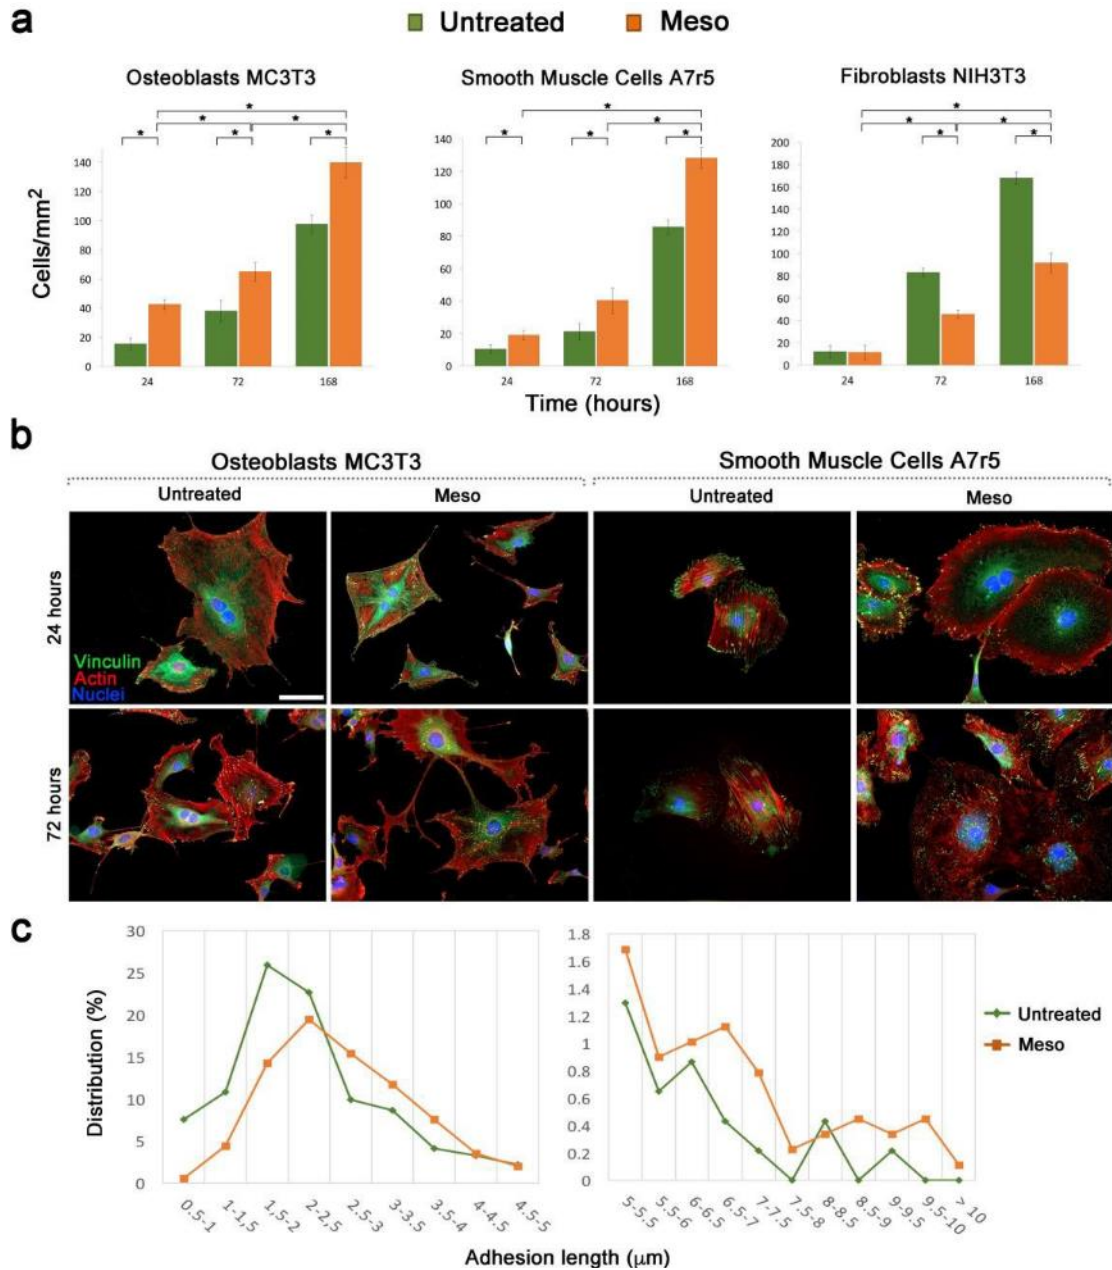 a
Untreated Meso
Osteoblasts MC3T3 Smooth Muscle Cells A7r5 Fibroblasts NIH3T3
* * * * * *
* * * * *
* * * * *
Cells/mm²
140
120
100
80
60
40
20
0
24 72 168
140
120
100
80
60
40
20
0
24 72 168
200
180
160
140
120
100
80
60
40
20
0
24 72 168
Time (hours)
b
Osteoblasts MC3T3 Smooth Muscle Cells A7r5
Untreated Meso Untreated Meso
24 hours
Vinculin
Actin
Nuclei
72 hours
c
Distribution (%)
30
25
20
15
10
5
0
0.5-1 1-1,5 1,5-2 2-2,5 2.5-3 3-3.5 3.5-4 4-4.5 4.5-5
1.8
1.6
1.4
1.2
1
0.8
0.6
0.4
0.2
0
5-5.5 5.5-6 6-6.5 6.5-7 7-7.5 7.5-8 8-8.5 8.5-9 9-9.5 9.5-10 > 10
Untreated
Meso
Adhesion length (μm)